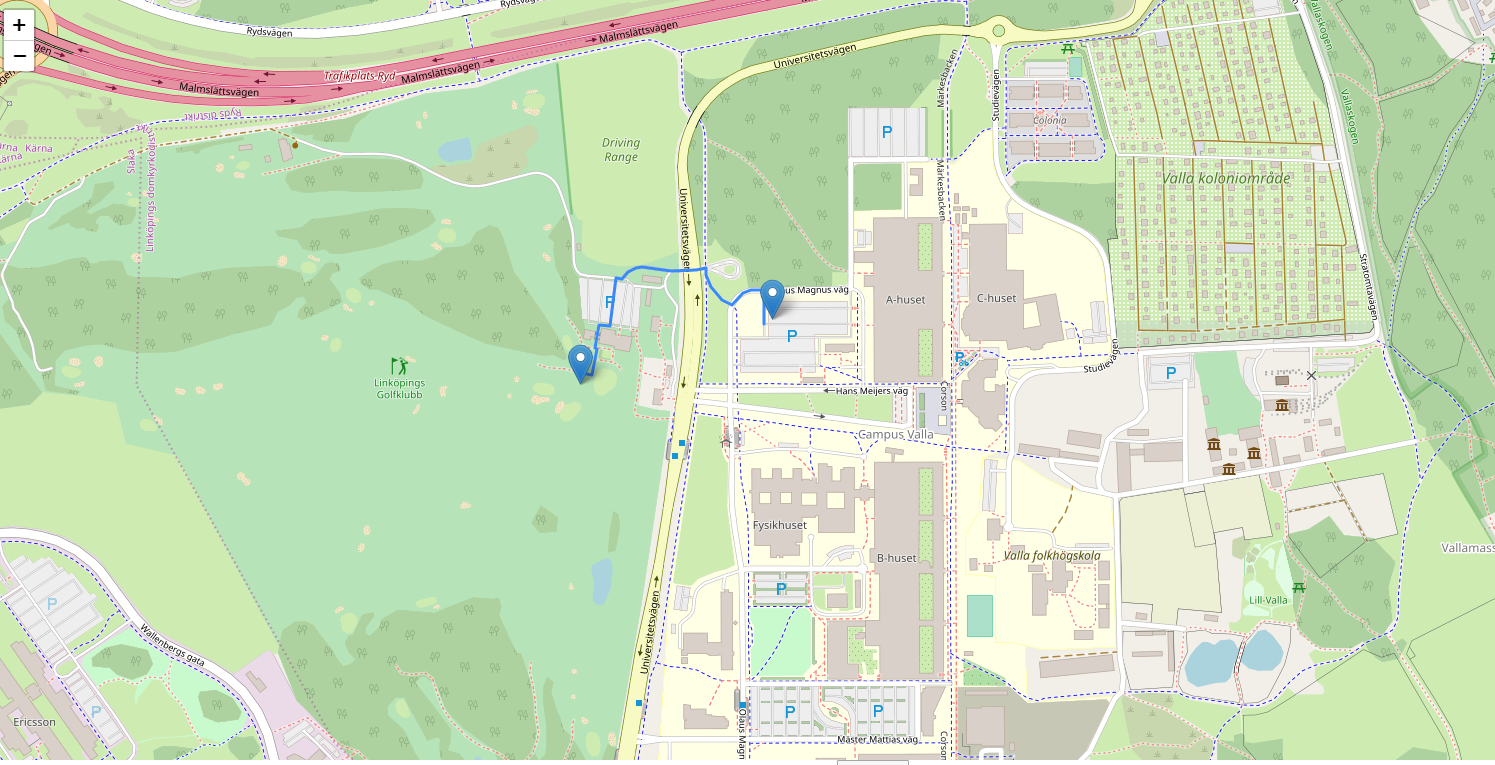 +
−
Rydsvägen
Rydsvägen
Malmslättsvägen
Malmslättsvägen
Trafikplats Ryd
Malmslättsvägen
Universitetsvägen
Ryds distrikt
Kärna
Kärna
Slaka
Linköpings domkyrkodistrikt
Driving
Range
Märkesbacken
Studievägen
Vallaskogen
Vallaskogen
P
Colonia
Valla koloniområde
Märkesbacken
Universitetsvägen
Olaus Magnus väg
A-huset
C-huset
P
P
Stratomtavägen
Linköpings
Golfklubb
P
Studievägen
P
Hans Meijers väg
Corson
Campus Valla
Fysikhuset
B-huset
Valla folkhögskola
Vallamass
P
P
Lill-Valla
Wallenbergs gata
Universitetsvägen
Ericsson
P
P
P
Olaus Magn
Mäster Mattias väg
Corson